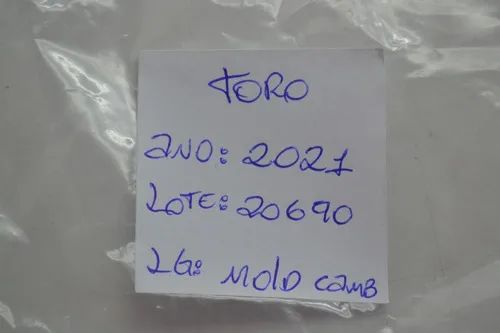 TORO
ANO: 2021
LOTE: 20690
LG: MOLD CAMB